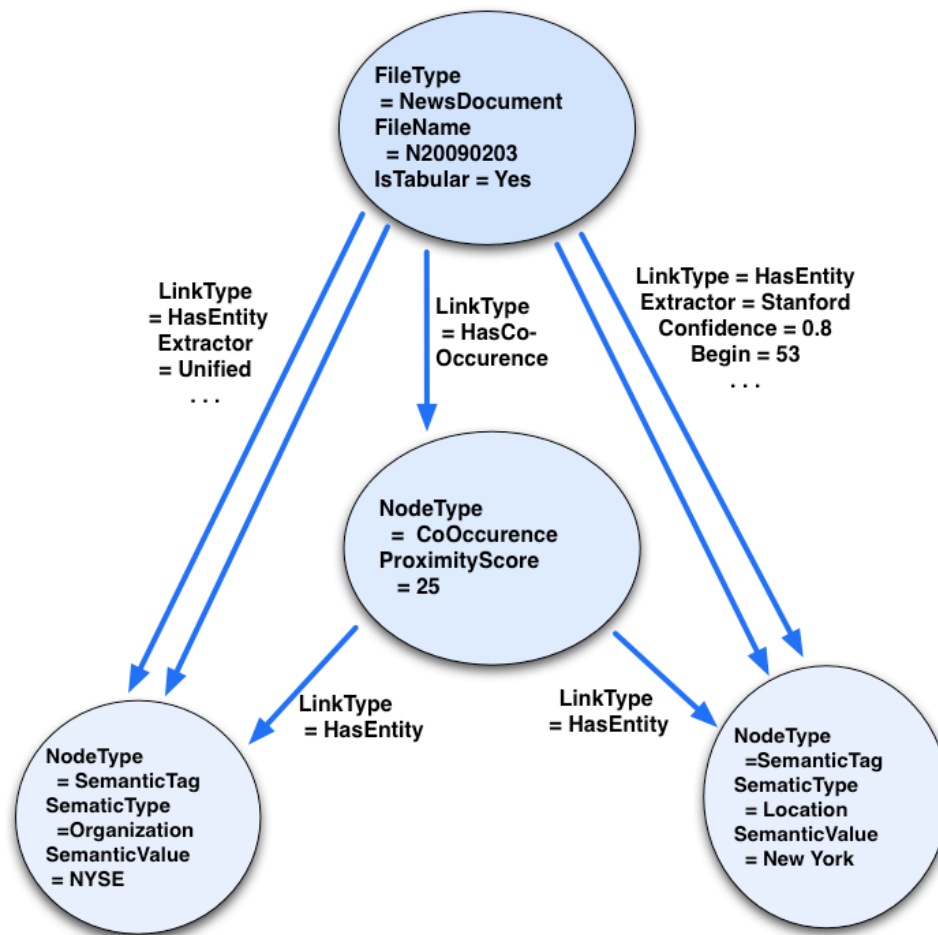 FileType
= NewsDocument
FileName
= N20090203
IsTabular = Yes
LinkType
= HasEntity
Extractor
= Unified
. . .
LinkType
= HasCo-
Occurence
LinkType = HasEntity
Extractor = Stanford
Confidence = 0.8
Begin = 53
. . .
NodeType
= CoOccurence
ProximityScore
= 25
LinkType
= HasEntity
LinkType
= HasEntity
NodeType
= SemanticTag
SematicType
=Organization
SemanticValue
= NYSE
NodeType
=SemanticTag
SematicType
= Location
SemanticValue
= New York